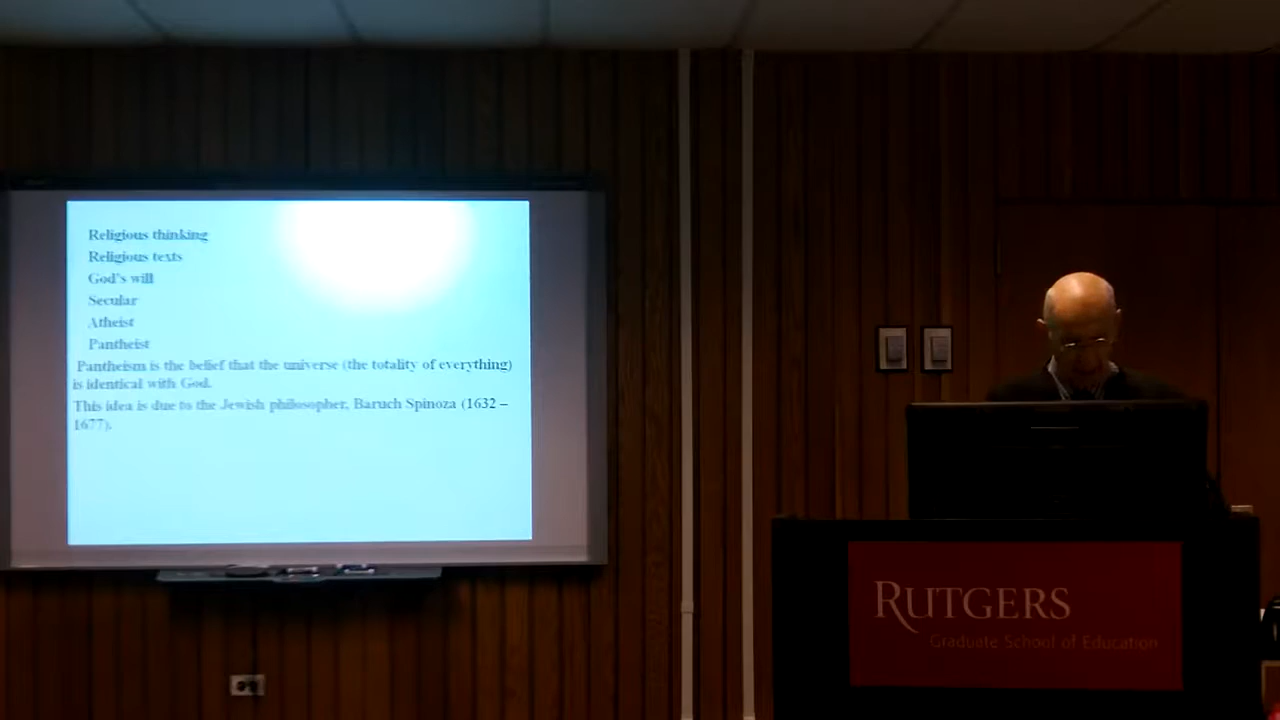 Religious thinking
Religious texts
God's will
Secular
Atheist
Pantheist
Pantheism is the belief that the universe (the totality of everything)
is identical with God.
This idea is due to the Jewish philosopher, Baruch Spinoza (1632 –
1677).
RUTGERS
Graduate School of Education